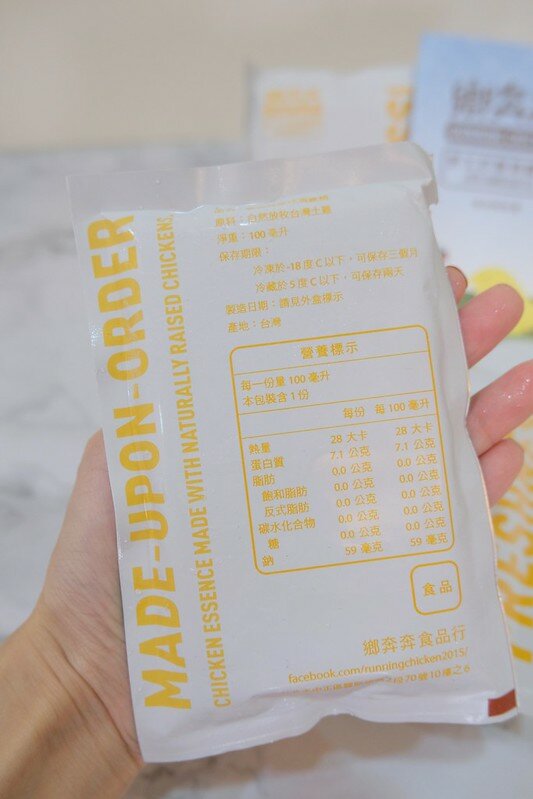 MADE-UPON-ORDER
CHICKEN ESSENCE MADE WITH NATURALLY RAISED CHICKENS
原料：自然放牧台灣土雞
淨重：100 毫升
保存期限：
冷凍於-18度C以下，可保存三個月
冷藏於5度C以下，可保存兩天
製造日期：請見外盒標示
產地：台灣
營養標示
每一份量 100 毫升
本包裝含 1 份
每份 每 100 毫升
熱量 28 大卡 28 大卡
蛋白質 7.1 公克 7.1 公克
脂肪 0.0 公克 0.0 公克
飽和脂肪 0.0 公克 0.0 公克
反式脂肪 0.0 公克 0.0 公克
碳水化合物 0.0 公克 0.0 公克
糖 0.0 公克 0.0 公克
鈉 59 毫克 59 毫克
食品
鄉奔奔食品行
facebook.com/runningchicken2015/
段 70 號 10 樓之 6